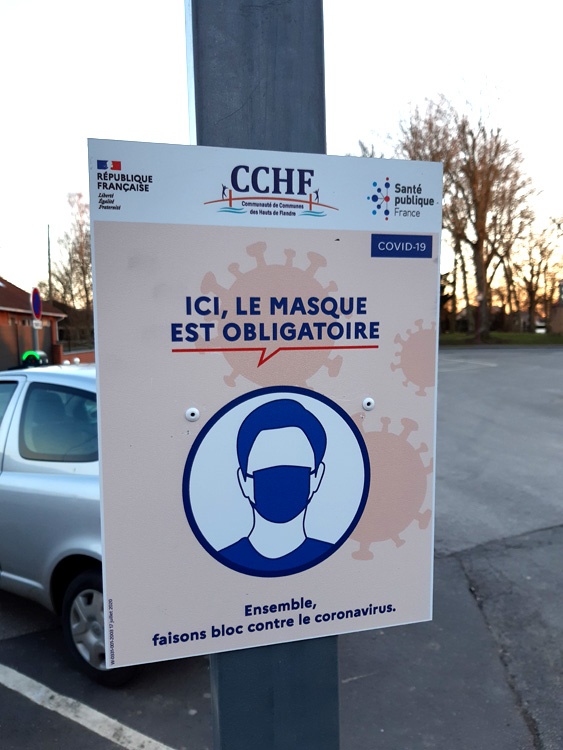 RÉPUBLIQUE
FRANÇAISE
Liberté
Égalité
Fraternité
CCHF
Communauté de Communes
des Hauts de Flandre
Santé
publique
France
COVID-19
ICI, LE MASQUE
EST OBLIGATOIRE
Ensemble,
faisons bloc contre le coronavirus.